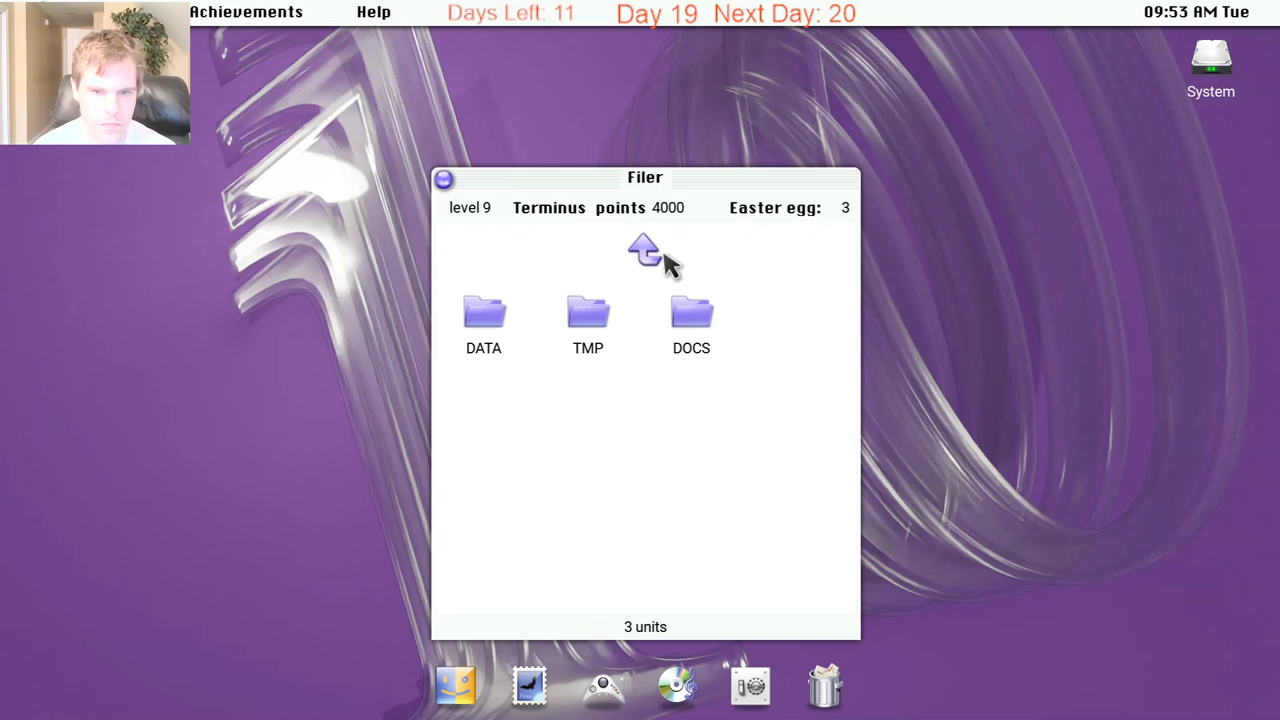 Achievements Help Days Left: 11 Day 19 Next Day: 20 09:53 AM Tue
System
Filer
level 9 Terminus points 4000 Easter egg: 3
DATA TMP DOCS
3 units